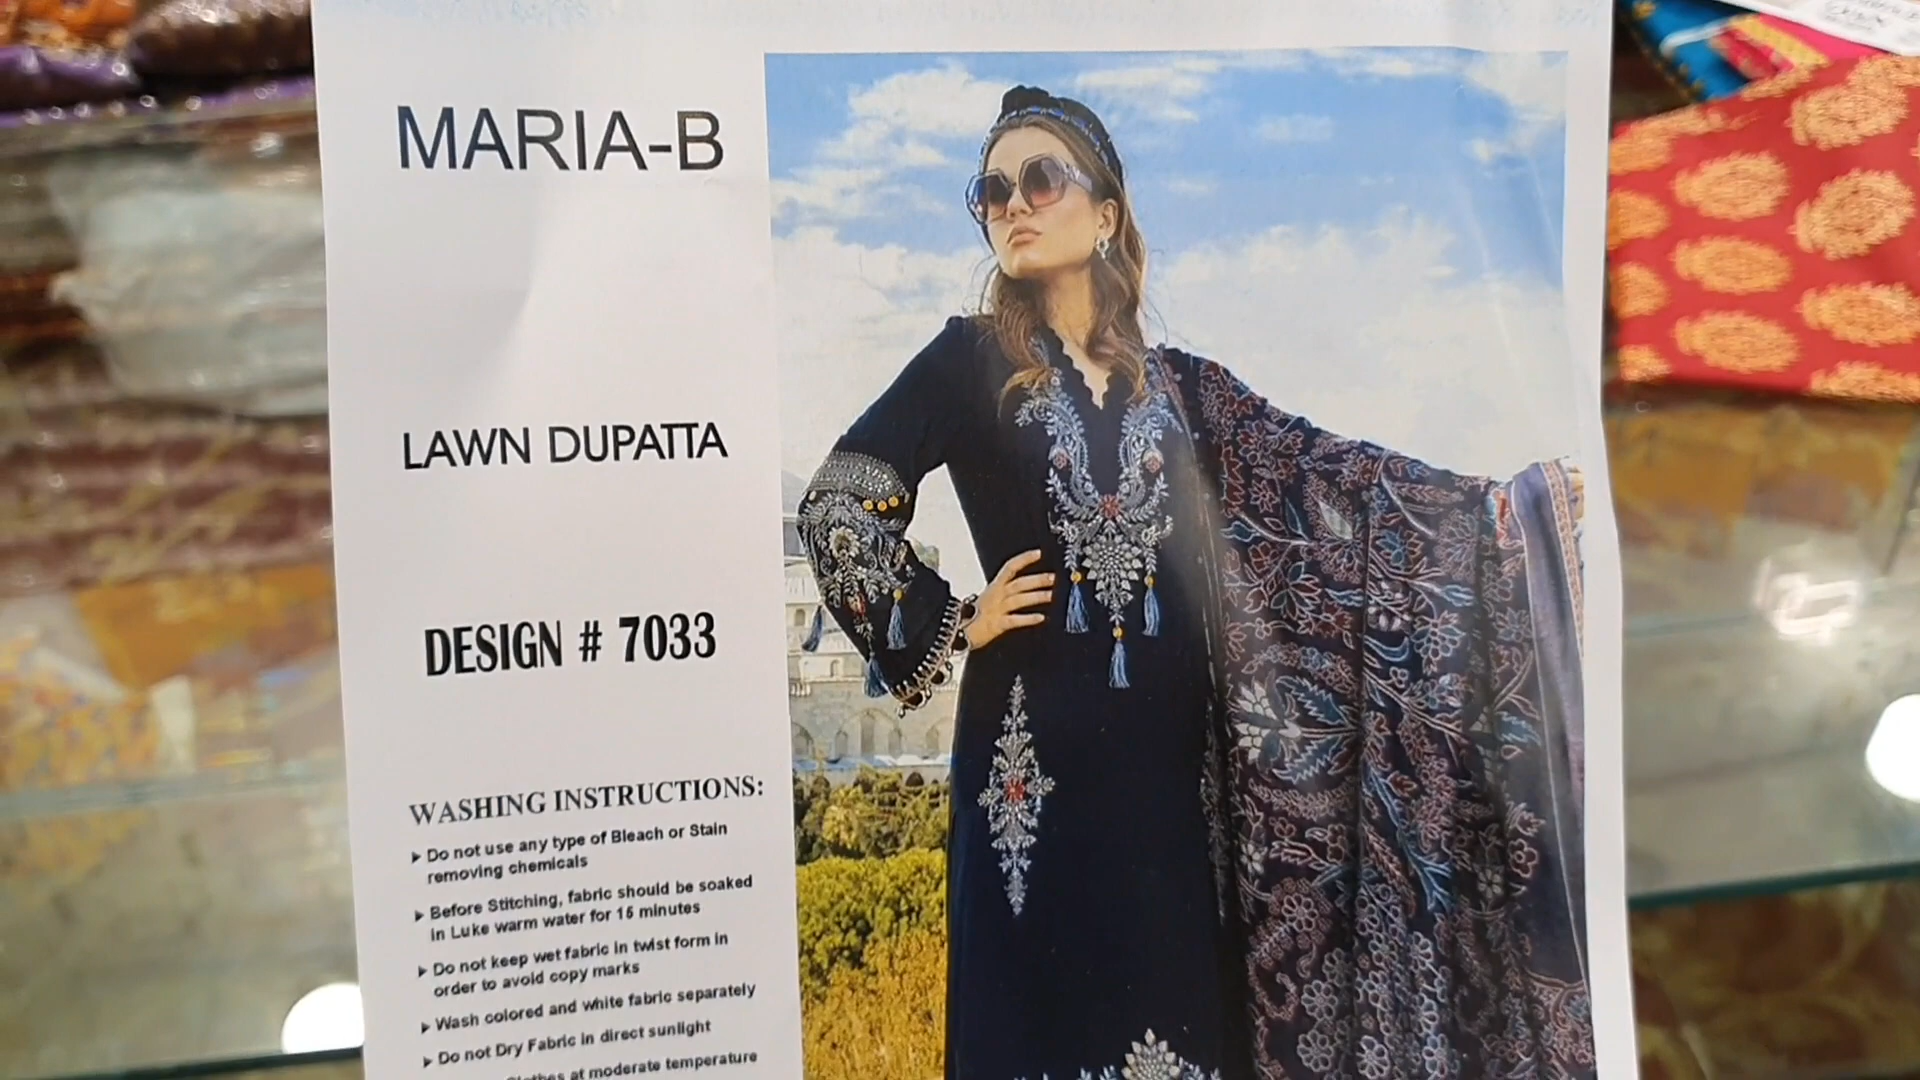 MARIA-B
LAWN DUPATTA
DESIGN # 7033
WASHING INSTRUCTIONS:
Do not use any type of Bleach or Stain
removing chemicals
Before Stitching, fabric should be soaked
in Luke warm water for 15 minutes
Do not keep wet fabric in twist form in
order to avoid copy marks
Wash colored and white fabric separately
Do not Dry Fabric in direct sunlight
at moderate temperature